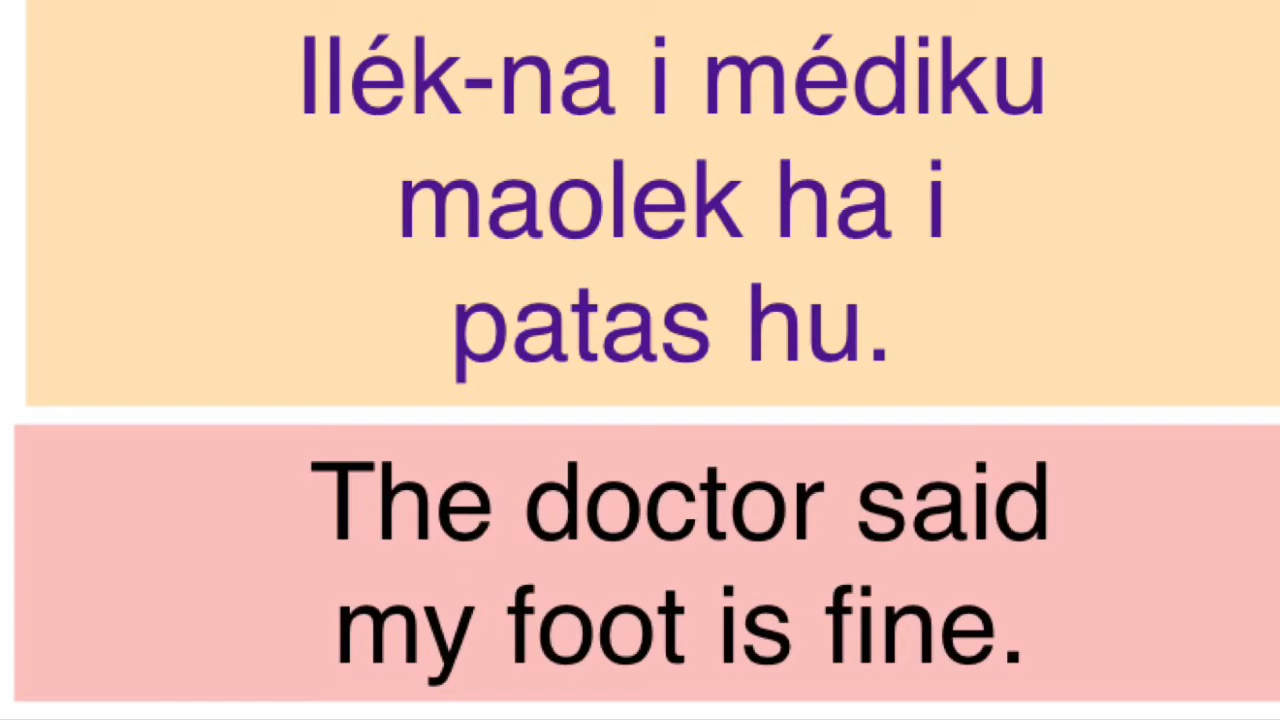 Ilék-na i médiku
maolek ha i
patas hu.
The doctor said
my foot is fine.